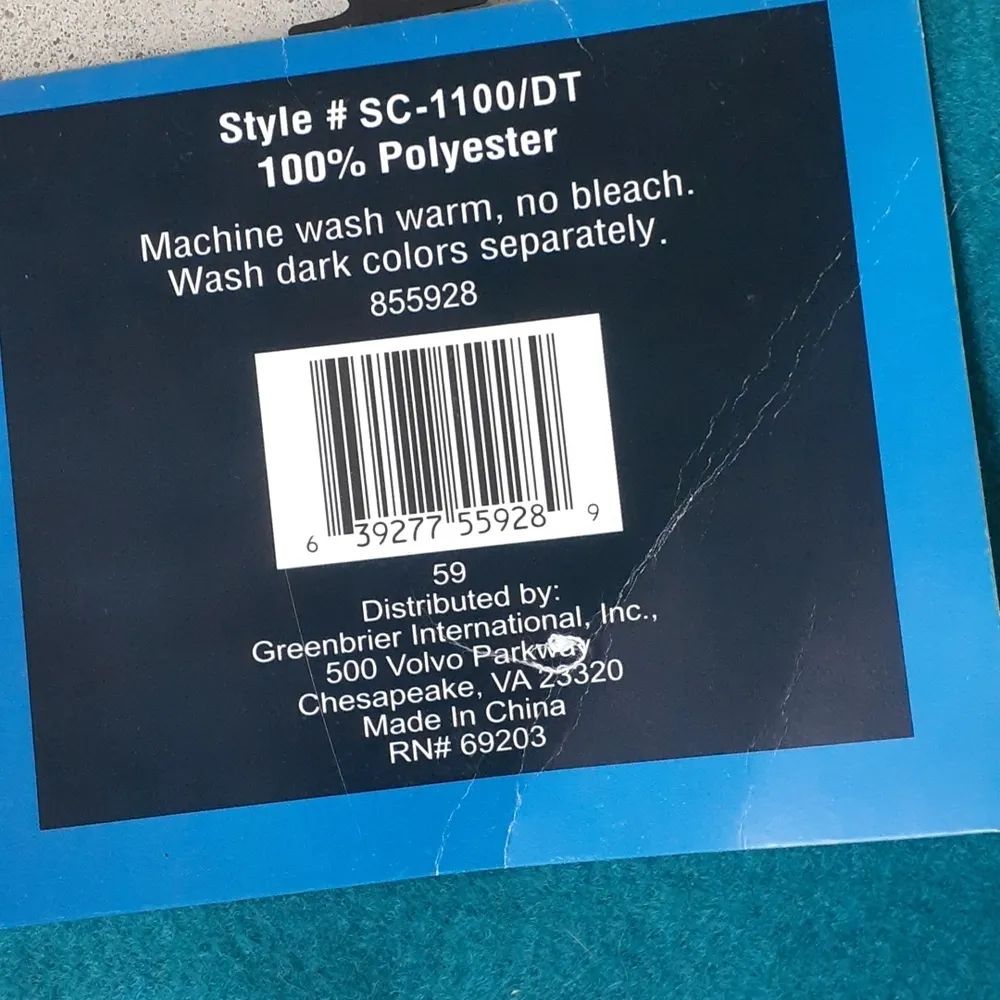 Style # SC-1100/DT
100% Polyester
Machine wash warm, no bleach.
Wash dark colors separately.
855928
6 39277 55928 9
59
Distributed by:
Greenbrier International, Inc.,
500 Volvo Parkway
Chesapeake, VA 23320
Made In China
RN# 69203